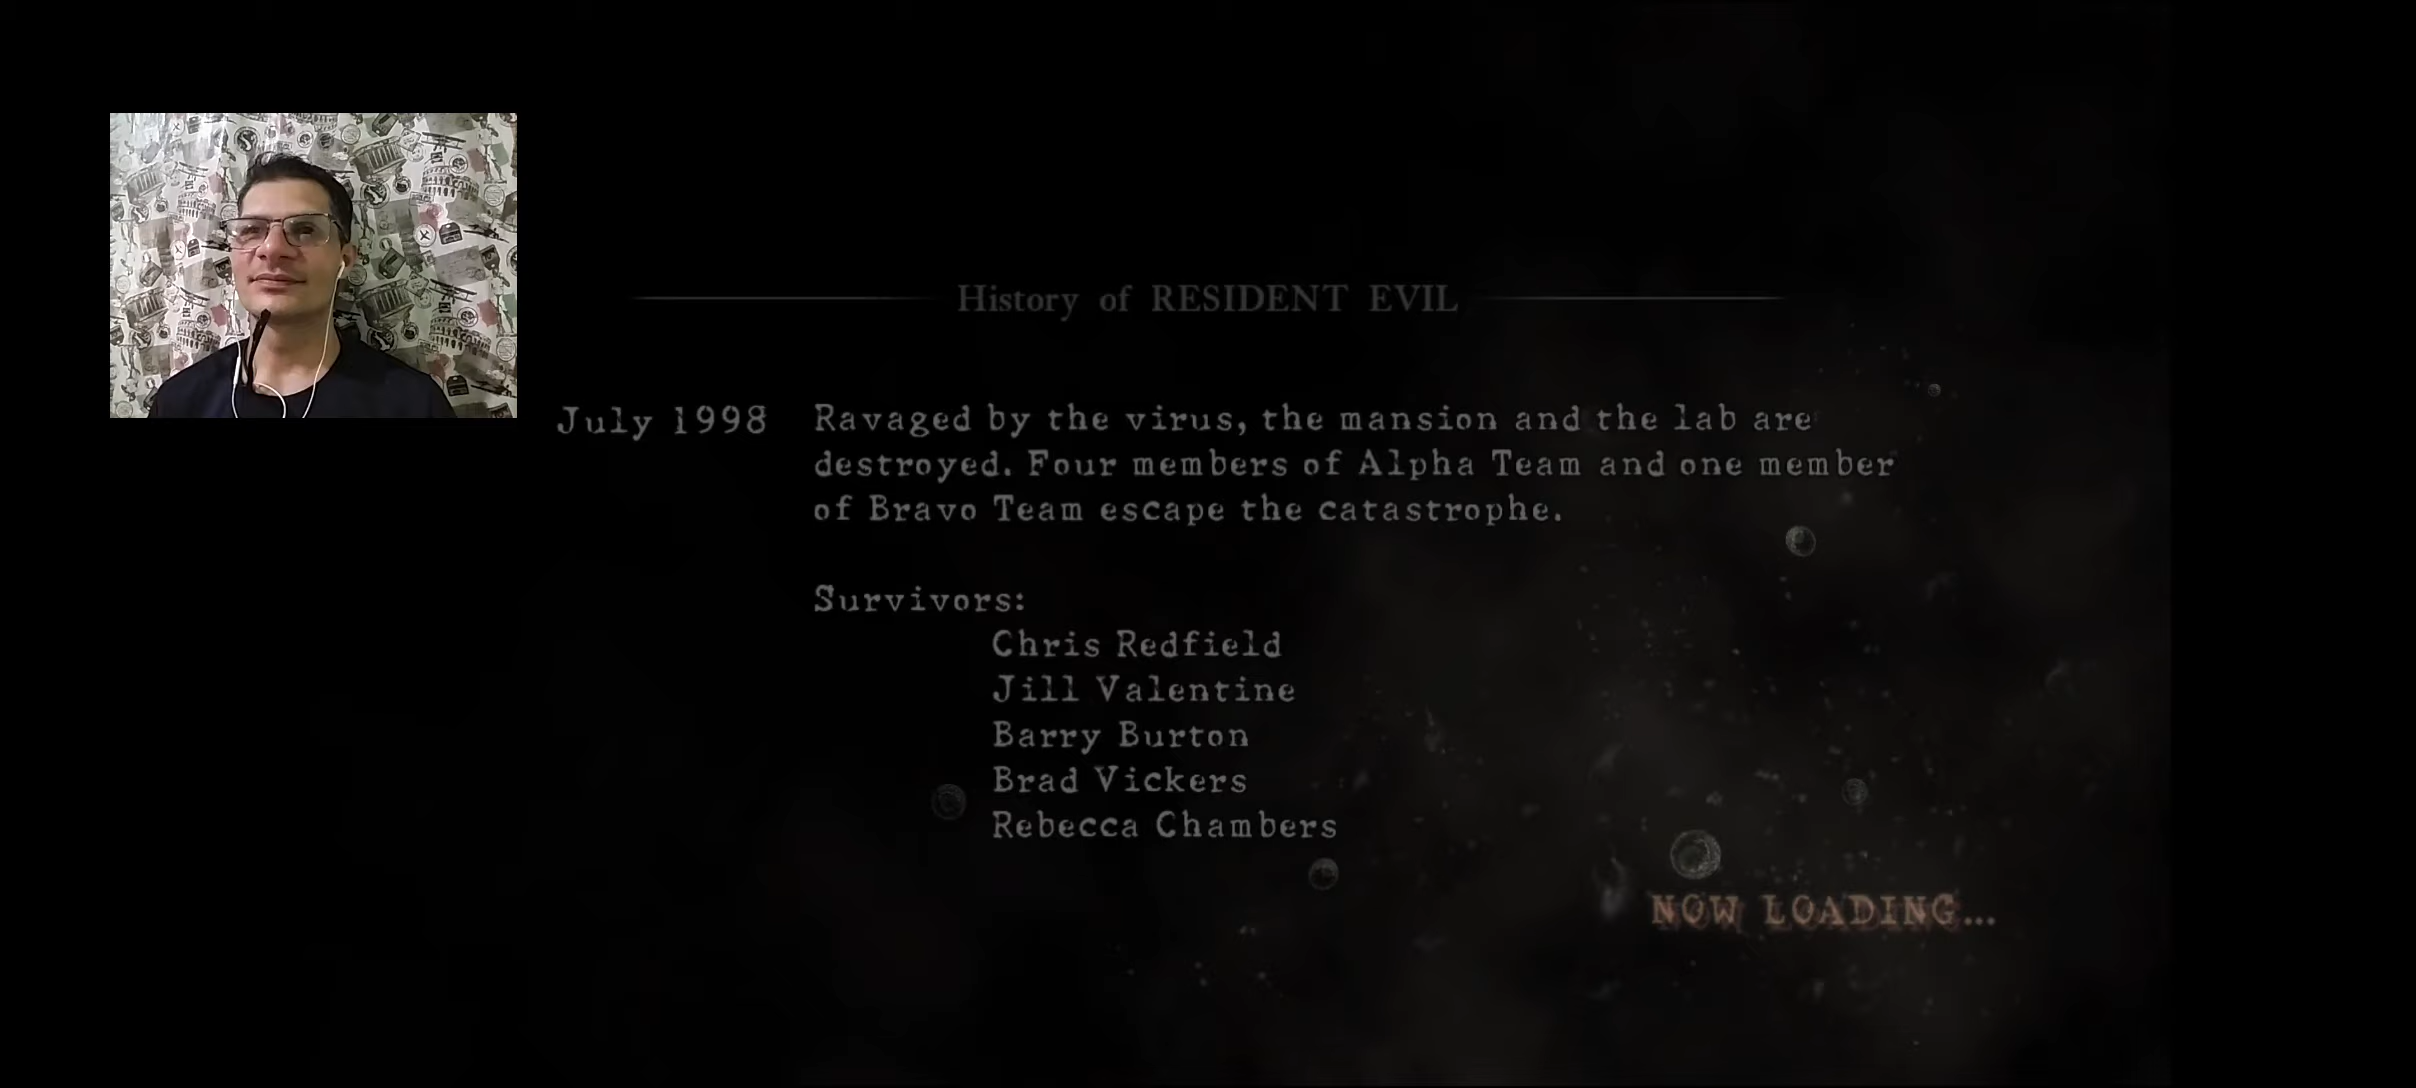 History of RESIDENT EVIL
July 1998 Ravaged by the virus, the mansion and the lab are
destroyed. Four members of Alpha Team and one member
of Bravo Team escape the catastrophe.
Survivors:
Chris Redfield
Jill Valentine
Barry Burton
Brad Vickers
Rebecca Chambers
NOW LOADING...